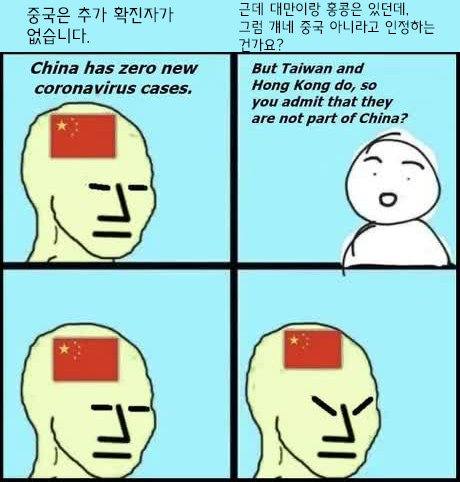 중국은 추가 확진자가
없습니다.
근데 대만이랑 홍콩은 있던데,
그럼 걔네 중국 아니라고 인정하는
건가요?
China has zero new
coronavirus cases.
But Taiwan and
Hong Kong do, so
you admit that they
are not part of China?